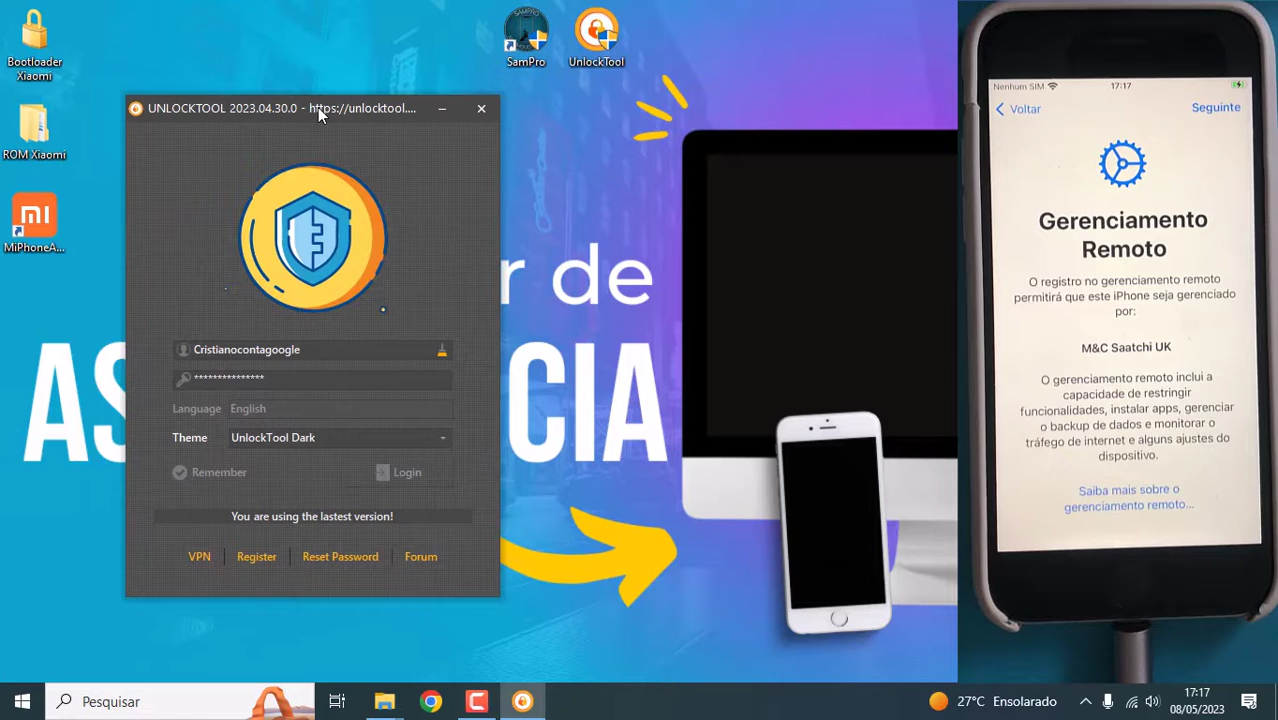 Bootloader
Xiaomi
ROM Xiaomi
MI
MiPhoneA...
SAMPRO
SamPro
UnlockTool
UNLOCKTOOL 2023.04.30.0 - https://unlocktool....
Cristianocontagoogle
***************
Language English
Theme UnlockTool Dark
Remember Login
You are using the lastest version!
VPN Register Reset Password Forum
r de
AS CIA
Nenhum SIM 17:17
Voltar Seguinte
Gerenciamento
Remoto
O registro no gerenciamento remoto
permitirá que este iPhone seja gerenciado
por:
M&C Saatchi UK
O gerenciamento remoto inclui a
capacidade de restringir
funcionalidades, instalar apps, gerenciar
o backup de dados e monitorar o
tráfego de internet e alguns ajustes do
dispositivo.
Saiba mais sobre o
gerenciamento remoto...
Pesquisar
27°C Ensolarado
17:17
08/05/2023